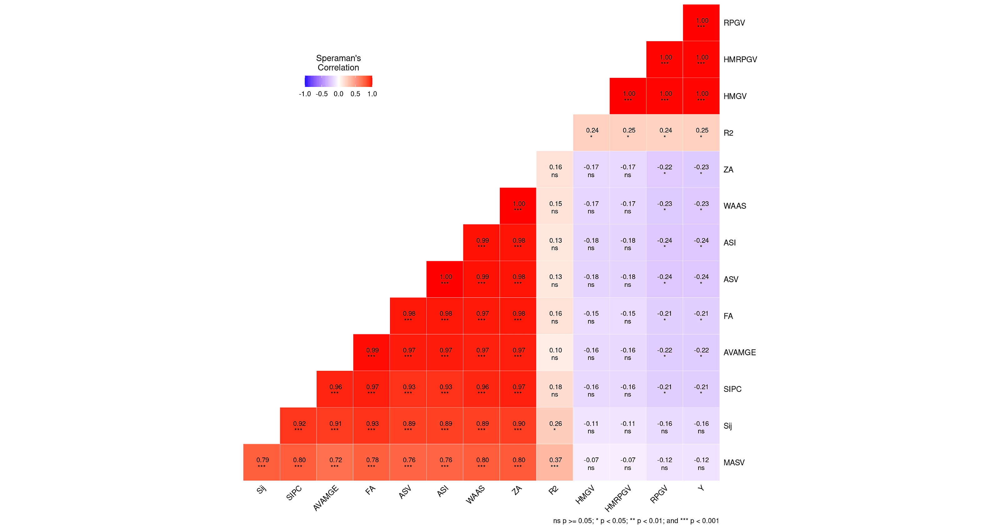 1.00
***
RPGV
Speraman's
Correlation
-1.0 -0.5 0.0 0.5 1.0
1.00 1.00
*** ***
HMRPGV
1.00 1.00 1.00
*** *** ***
HMGV
0.24 0.25 0.24 0.25
* * * *
R2
0.16 -0.17 -0.17 -0.22 -0.23
ns ns ns * *
ZA
1.00 0.15 -0.17 -0.17 -0.23 -0.23
*** ns ns ns * *
WAAS
0.99 0.98 0.13 -0.18 -0.18 -0.24 -0.24
*** *** ns ns ns * *
ASI
1.00 0.99 0.98 0.13 -0.18 -0.18 -0.24 -0.24
*** *** *** ns ns ns * *
ASV
0.98 0.98 0.97 0.98 0.16 -0.15 -0.15 -0.21 -0.21
*** *** *** *** ns ns ns * *
FA
0.99 0.97 0.97 0.97 0.97 0.10 -0.16 -0.16 -0.22 -0.22
*** *** *** *** *** ns ns ns * *
AVAMGE
0.96 0.97 0.93 0.93 0.96 0.97 0.18 -0.16 -0.16 -0.21 -0.21
*** *** *** *** *** *** ns ns ns * *
SIPC
0.92 0.91 0.93 0.89 0.89 0.89 0.90 0.26 -0.11 -0.11 -0.16 -0.16
*** *** *** *** *** *** *** * ns ns ns ns
Sij
0.79 0.80 0.72 0.78 0.76 0.76 0.80 0.80 0.37 -0.07 -0.07 -0.12 -0.12
*** *** *** *** *** *** *** *** *** ns ns ns ns
MASV
Sij SIPC AVAMGE FA ASV ASI WAAS ZA R2 HMGV HMRPGV RPGV Y
ns p >= 0.05; * p < 0.05; ** p < 0.01; and *** p < 0.001